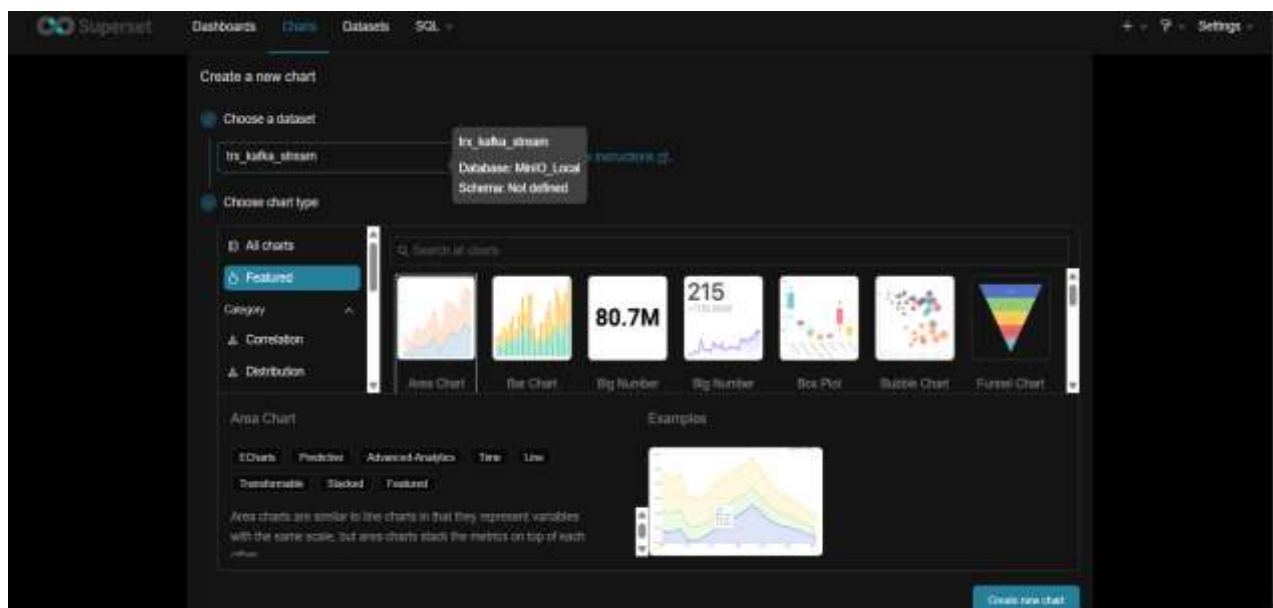 Superset Dashboards Charts Datasets SQL Settings
Create a new chart
Choose a dataset
trx_kafka_stream
trx_kafka_stream
Database: MinIO_Local
Schema: Not defined
instructions
Choose chart type
All charts
Search all charts
Featured
Category
Correlation
Distribution
80.7M
215
Area Chart Bar Chart Big Number Big Number Box Plot Bubble Chart Funnel Chart
Area Chart
Examples
ECharts Predictive Advanced-Analytics Time Line
Transformable Stacked Featured
Area charts are similar to line charts in that they represent variables
with the same scale, but area charts stack the metrics on top of each
Create new chart